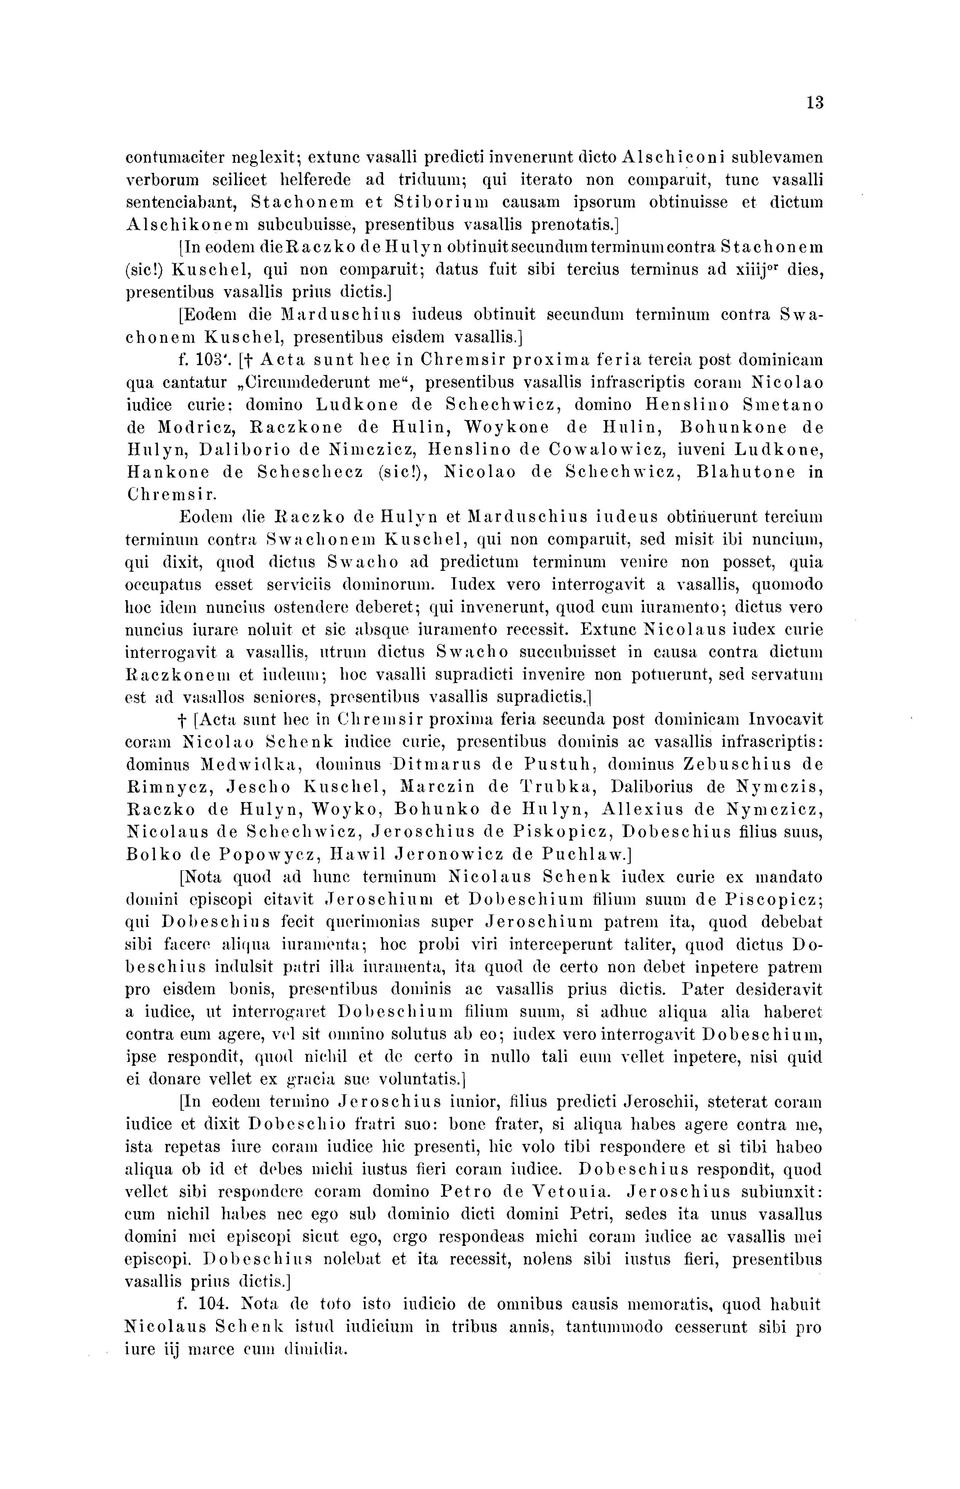 13
contumaciter neglexit; extunc vasalli predicti invenerunt dicto Alschiconi sublevamen
verborum scilicet helferede ad triduum; qui iterato non comparuit, tunc vasalli
sentenciabant, Stachonem et Stiborium causam ipsorum obtinuisse et dictum
Alschikonem subcubuisse, presentibus vasallis prenotatis.]
[In eodem die Raczko de Hulyn obtinuit secundum terminum contra Stachonem
(sic!) Kuschel, qui non comparuit; datus fuit sibi tercius terminus ad xiiijor dies,
presentibus vasallis prius dictis.]
[Eodem die Marduschius iudeus obtinuit secundum terminum contra Swa-
chonem Kuschel, presentibus eisdem vasallis.]
f. 103'. [† Acta sunt hec in Chremsir proxima feria tercia post dominicam
qua cantatur „Circumdederunt me“, presentibus vasallis infrascriptis coram Nicolao
iudice curie: domino Ludkone de Schechwicz, domino Henslino Smetano
de Modricz, Raczkone de Hulin, Woykone de Hulin, Bohunkone de
Hulyn, Daliborio de Nimczicz, Henslino de Cowalowicz, iuveni Ludkone,
Hankone de Scheschecz (sic!), Nicolao de Schechwicz, Blahutone in
Chremsir.
Eodem die Raczko de Hulyn et Marduschius iudeus obtinuerunt tercium
terminum contra Swachonem Kuschel, qui non comparuit, sed misit ibi nuncium,
qui dixit, quod dictus Swacho ad predictum terminum venire non posset, quia
occupatus esset serviciis dominorum. Iudex vero interrogavit a vasallis, quomodo
hoc idem nuncius ostendere deberet; qui invenerunt, quod cum iuramento; dictus vero
nuncius iurare noluit et sic absque iuramento recessit. Extunc Nicolaus iudex curie
interrogavit a vasallis, utrum dictus Swacho succubuisset in causa contra dictum
Raczkonem et iudeum; hoc vasalli supradicti invenire non potuerunt, sed servatum
est ad vasallos seniores, presentibus vasallis supradictis.]
† [Acta sunt hec in Chremsir proxima feria secunda post dominicam Invocavit
coram Nicolao Schenk iudice curie, presentibus dominis ac vasallis infrascriptis:
dominus Medwidka, dominus Ditmarus de Pustuh, dominus Zebuschius de
Rimnycz, Jescho Kuschel, Marczin de Trubka, Daliborius de Nymczis,
Raczko de Hulyn, Woyko, Bohunko de Hulyn, Allexius de Nymczicz,
Nicolaus de Schechwicz, Jeroschius de Piskopicz, Dobeschius filius suus,
Bolko de Popowycz, Hawil Jeronowicz de Puchlaw.]
[Nota quod ad hunc terminum Nicolaus Schenk iudex curie ex mandato
domini episcopi citavit Jeroschium et Dobeschium filium suum de Piscopicz;
qui Dobeschius fecit querimonias super Jeroschium patrem ita, quod debebat
sibi facere aliqua iuramenta; hoc probi viri interceperunt taliter, quod dictus Do-
beschius indulsit patri illa iuramenta, ita quod de certo non debet inpetere patrem
pro eisdem bonis, presentibus dominis ac vasallis prius dictis. Pater desideravit
a iudice, ut interrogaret Dobeschium filium suum, si adhuc aliqua alia haberet
contra eum agere, vel sit omnino solutus ab eo; iudex vero interrogavit Dobeschium,
ipse respondit, quod nichil et de certo in nullo tali eum vellet inpetere, nisi quid
ei donare vellet ex gracia sue voluntatis.]
[In eodem termino Jeroschius iunior, filius predicti Jeroschii, steterat coram
iudice et dixit Dobeschio fratri suo: bone frater, si aliqua habes agere contra me,
ista repetas iure coram iudice hic presenti, hic volo tibi respondere et si tibi habeo
aliqua ob id et debes michi iustus fieri coram iudice. Dobeschius respondit, quod
vellet sibi respondere coram domino Petro de Vetouia. Jeroschius subiunxit:
cum nichil habes nec ego sub dominio dicti domini Petri, sedes ita unus vasallus
domini mei episcopi sicut ego, ergo respondeas michi coram iudice ac vasallis mei
episcopi. Dobeschius nolebat et ita recessit, nolens sibi iustus fieri, presentibus
vasallis prius dictis.]
f. 104. Nota de toto isto iudicio de omnibus causis memoratis, quod habuit
Nicolaus Schenk istud iudicium in tribus annis, tantummodo cesserunt sibi pro
iure iij marce cum dimidia.